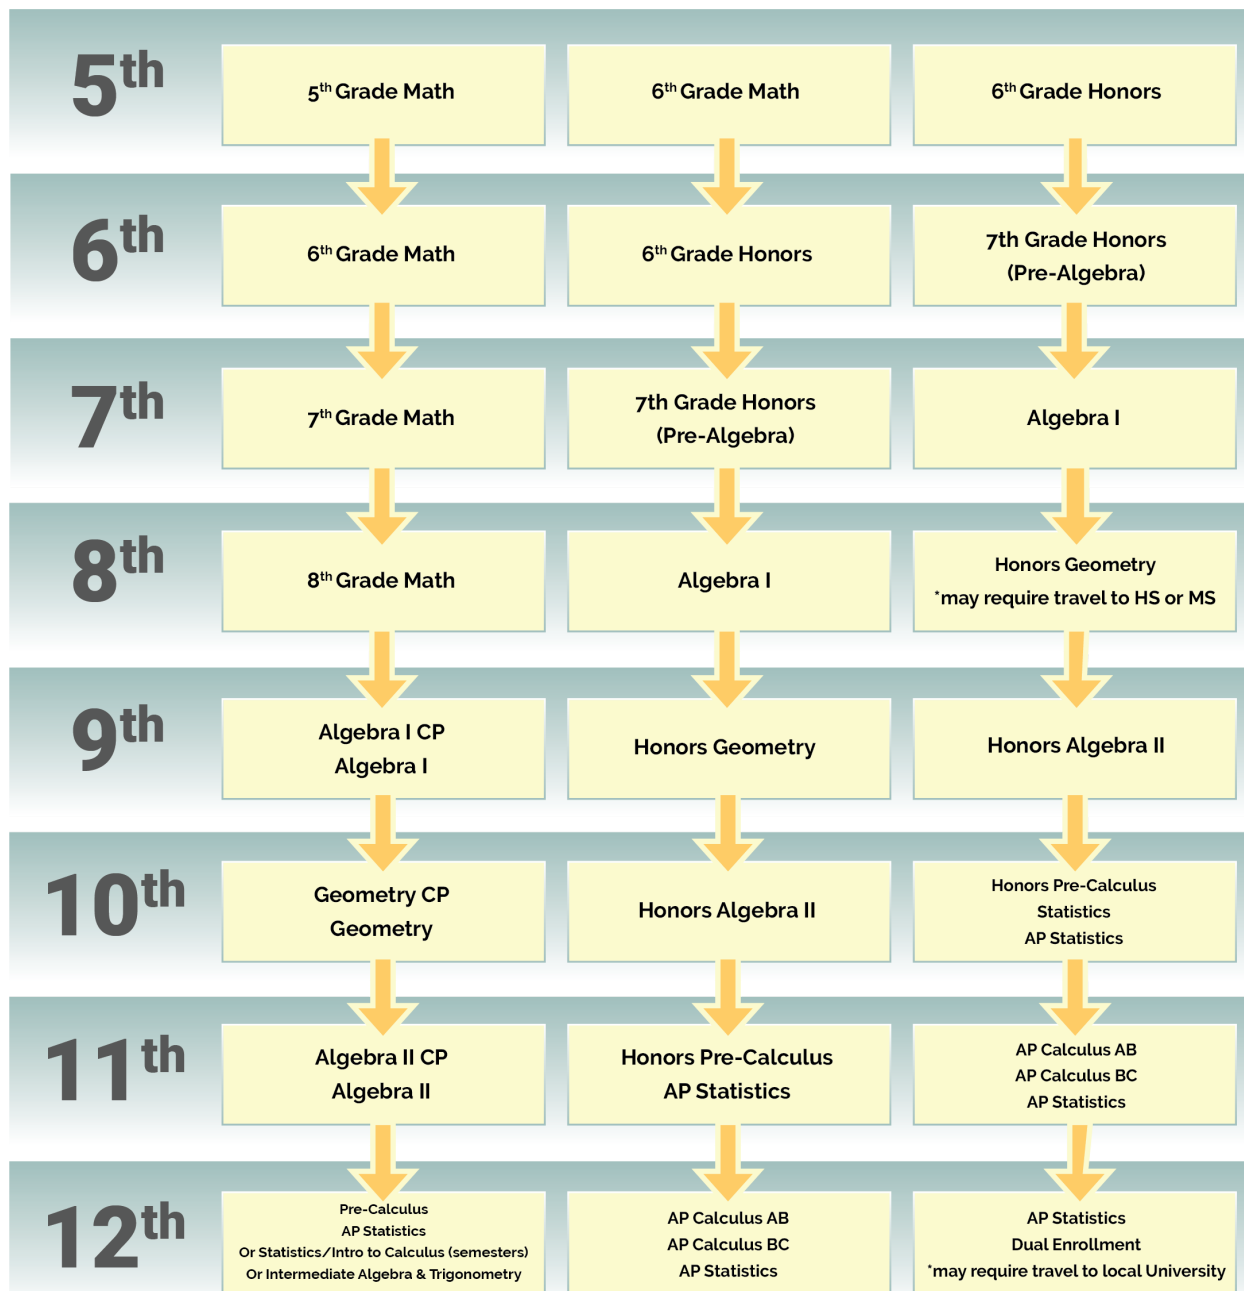 5th
5th Grade Math
6th Grade Math
6th Grade Honors
6th
6th Grade Math
6th Grade Honors
7th Grade Honors
(Pre-Algebra)
7th
7th Grade Math
7th Grade Honors
(Pre-Algebra)
Algebra I
8th
8th Grade Math
Algebra I
Honors Geometry
*may require travel to HS or MS
9th
Algebra I CP
Algebra I
Honors Geometry
Honors Algebra II
10th
Geometry CP
Geometry
Honors Algebra II
Honors Pre-Calculus
Statistics
AP Statistics
11th
Algebra II CP
Algebra II
Honors Pre-Calculus
AP Statistics
AP Calculus AB
AP Calculus BC
AP Statistics
12th
Pre-Calculus
AP Statistics
Or Statistics/Intro to Calculus (semesters)
Or Intermediate Algebra & Trigonometry
AP Calculus AB
AP Calculus BC
AP Statistics
AP Statistics
Dual Enrollment
*may require travel to local University